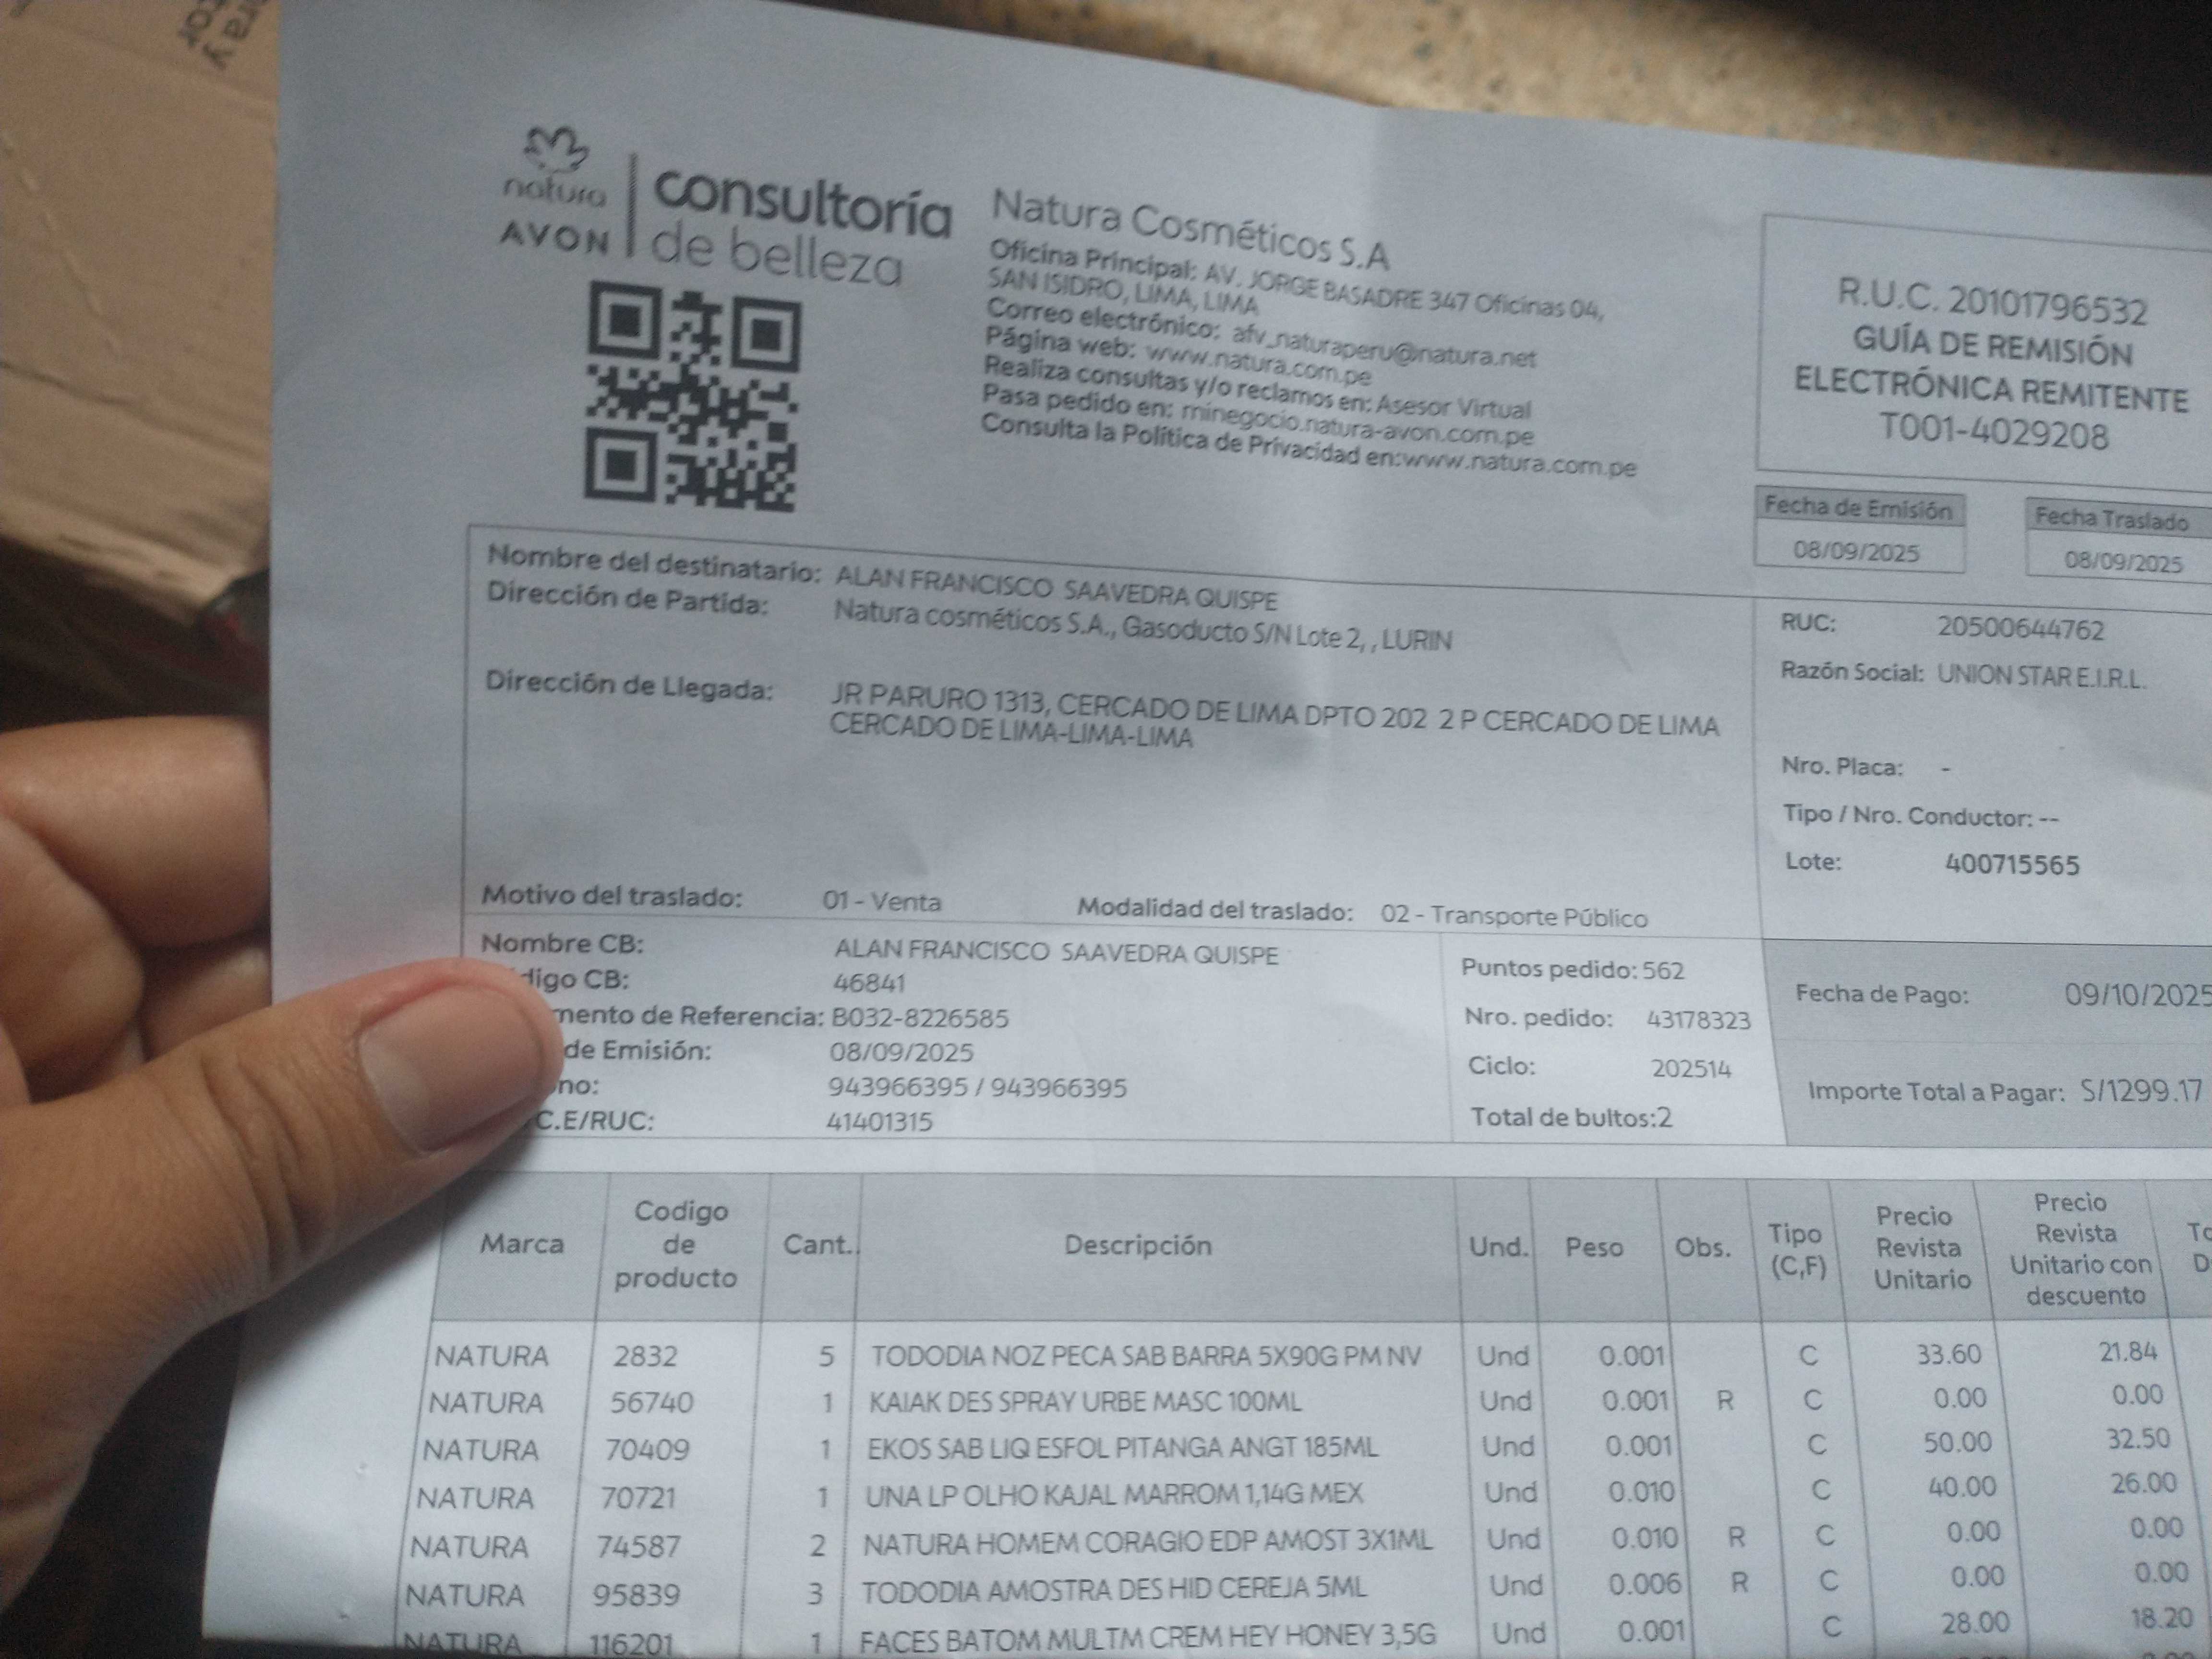 ra y
tor
natura
AVON
consultoría
de belleza
Natura Cosméticos S.A
Oficina Principal: AV. JORGE BASADRE 347 Oficinas 04,
SAN ISIDRO, LIMA, LIMA
Correo electrónico: afv_naturaperu@natura.net
Página web: www.natura.com.pe
Realiza consultas y/o reclamos en: Asesor Virtual
Pasa pedido en: minegocio.natura-avon.com.pe
Consulta la Política de Privacidad en:www.natura.com.pe
R.U.C. 20101796532
GUÍA DE REMISIÓN
ELECTRÓNICA REMITENTE
T001-4029208
Fecha de Emisión
08/09/2025
Fecha Traslado
08/09/2025
Nombre del destinatario: ALAN FRANCISCO SAAVEDRA QUISPE
Dirección de Partida: Natura cosméticos S.A., Gasoducto S/N Lote 2, , LURIN
Dirección de Llegada: JR PARURO 1313, CERCADO DE LIMA DPTO 202 2 P CERCADO DE LIMA
CERCADO DE LIMA-LIMA-LIMA
Motivo del traslado: 01 - Venta Modalidad del traslado: 02 - Transporte Público
RUC: 20500644762
Razón Social: UNION STAR E.I.R.L.
Nro. Placa: -
Tipo / Nro. Conductor: --
Lote: 400715565
Nombre CB: ALAN FRANCISCO SAAVEDRA QUISPE
digo CB: 46841
mento de Referencia: B032-8226585
de Emisión: 08/09/2025
no: 943966395 / 943966395
C.E/RUC: 41401315
Puntos pedido: 562
Nro. pedido: 43178323
Ciclo: 202514
Total de bultos:2
Fecha de Pago: 09/10/2025
Importe Total a Pagar: S/1299.17
Marca Codigo de producto Cant. Descripción Und. Peso Obs. Tipo (C,F) Precio Revista Unitario Precio Revista Unitario con descuento
NATURA 2832 5 TODODIA NOZ PECA SAB BARRA 5X90G PM NV Und 0.001 C 33.60 21.84
NATURA 56740 1 KAIAK DES SPRAY URBE MASC 100ML Und 0.001 R C 0.00 0.00
NATURA 70409 1 EKOS SAB LIQ ESFOL PITANGA ANGT 185ML Und 0.001 C 50.00 32.50
NATURA 70721 1 UNA LP OLHO KAJAL MARROM 1,14G MEX Und 0.010 C 40.00 26.00
NATURA 74587 2 NATURA HOMEM CORAGIO EDP AMOST 3X1ML Und 0.010 R C 0.00 0.00
NATURA 95839 3 TODODIA AMOSTRA DES HID CEREJA 5ML Und 0.006 R C 0.00 0.00
NATURA 116201 1 FACES BATOM MULTM CREM HEY HONEY 3,5G Und 0.001 C 28.00 18.20